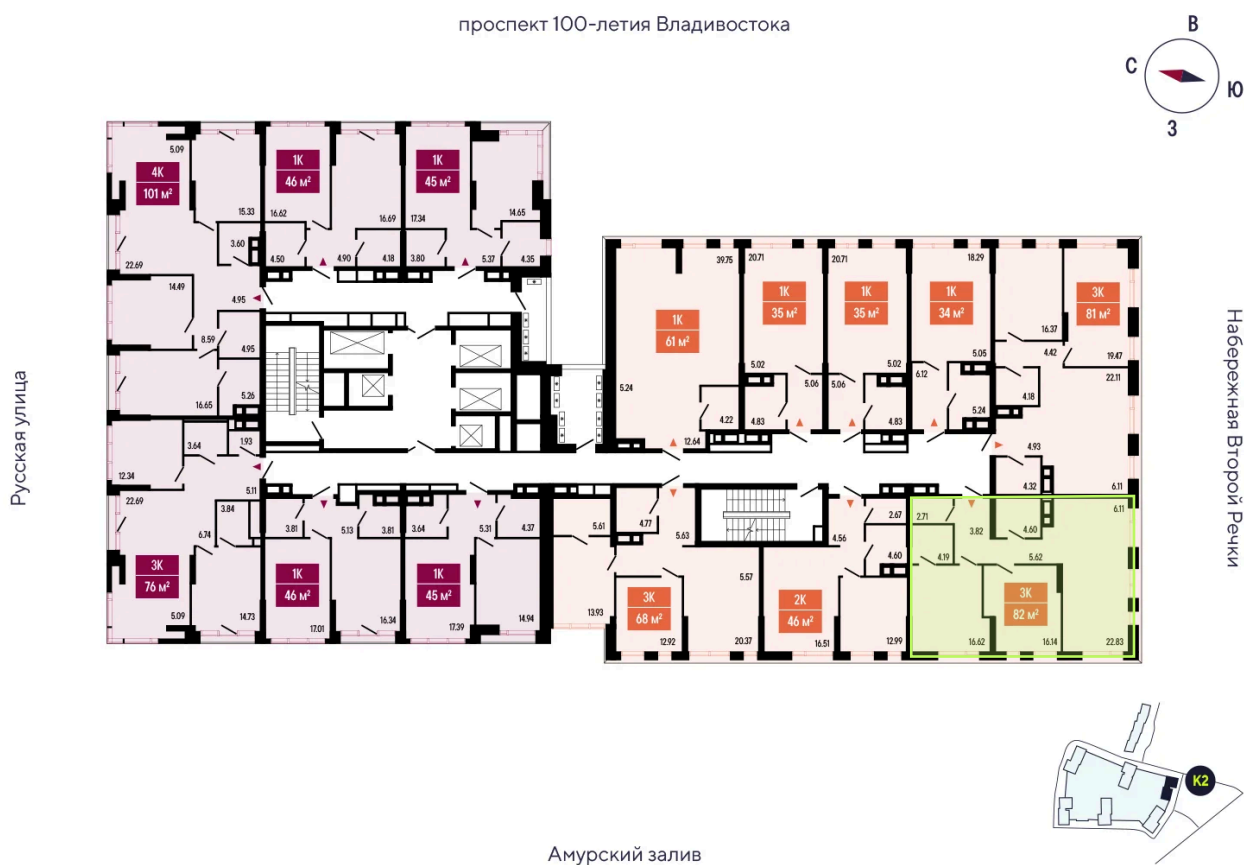 проспект 100-летия Владивостока
В
С
Ю
З
Русская улица
Набережная Второй Речки
5.09
4К
101 м²
15.33
3.60
22.69
14.49
4.95
8.59
4.95
16.65
5.26
1К
46 м²
16.62
16.69
4.50
4.90
4.18
1К
45 м²
17.34
14.65
3.80
5.37
4.35
39.75
1К
61 м²
5.24
4.22
12.64
20.71
1К
35 м²
5.02
5.06
4.83
20.71
1К
35 м²
5.02
5.06
4.83
18.29
1К
34 м²
5.05
6.12
5.24
3К
81 м²
16.37
4.42
19.47
22.11
4.18
4.93
4.32
6.11
3.64
1.93
12.34
22.69
5.11
3.84
6.74
3К
76 м²
5.09
14.73
3.81
5.13
3.81
1К
46 м²
17.01
16.34
3.64
5.31
4.37
1К
45 м²
17.39
14.94
5.61
4.77
5.63
5.57
3К
68 м²
13.93
12.92
20.37
2.67
4.56
4.60
2К
46 м²
16.51
12.99
2.71
6.11
3.82
4.60
4.19
5.62
3К
82 м²
16.62
16.14
22.83
К2
Амурский залив